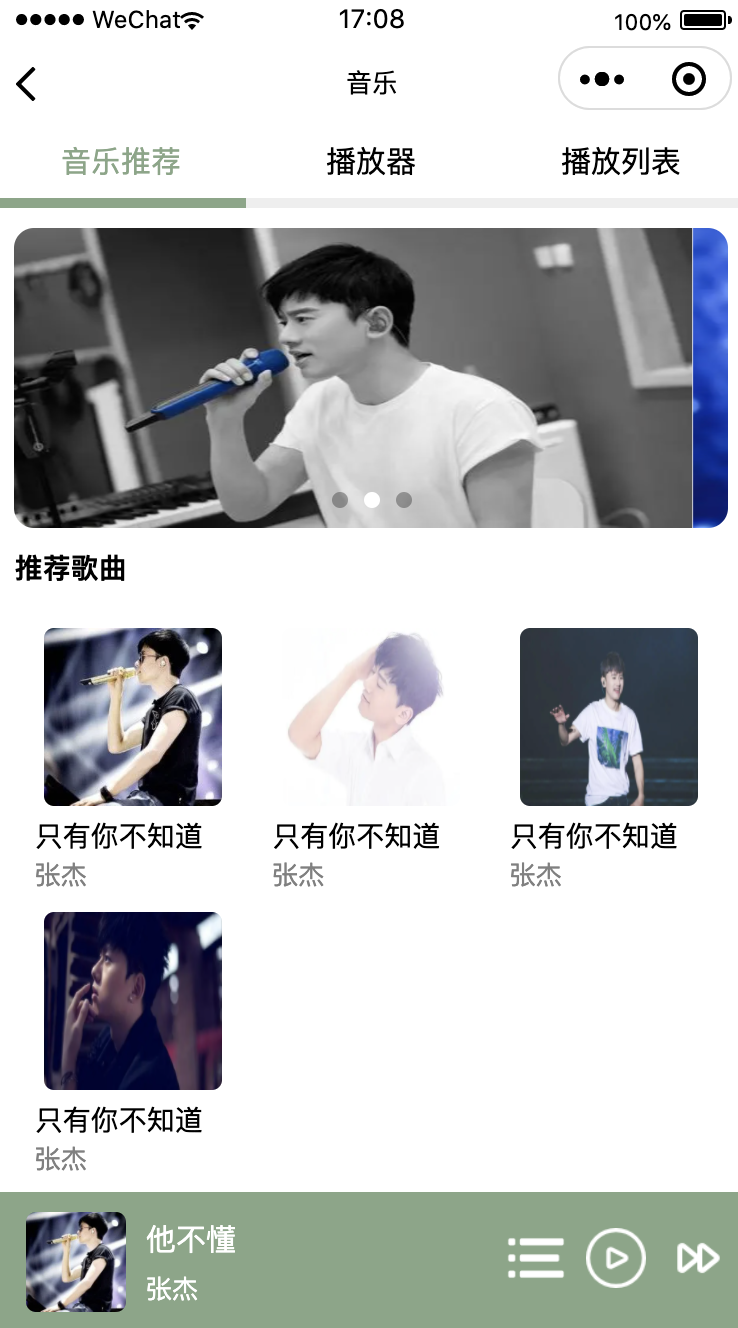 ●●●●● WeChat 17:08 100%
音乐
音乐推荐 播放器 播放列表
推荐歌曲
只有你不知道 只有你不知道 只有你不知道
张杰 张杰 张杰
只有你不知道
张杰
他不懂
张杰